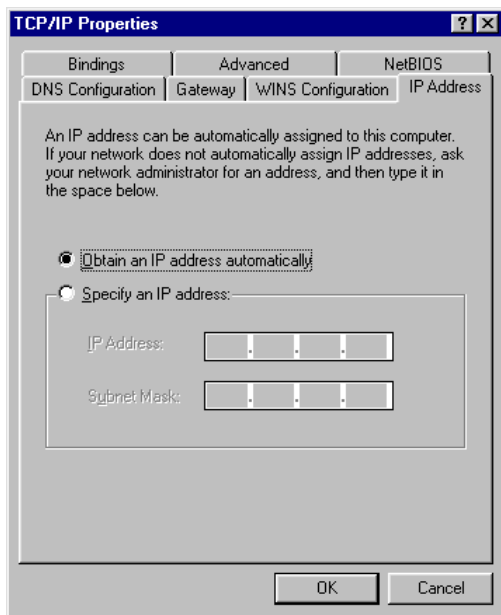 TCP/IP Properties
Bindings Advanced NetBIOS
DNS Configuration Gateway WINS Configuration IP Address
An IP address can be automatically assigned to this computer.
If your network does not automatically assign IP addresses, ask
your network administrator for an address, and then type it in
the space below.
Obtain an IP address automatically
Specify an IP address:
IP Address:
. . .
Subnet Mask:
. . .
OK Cancel